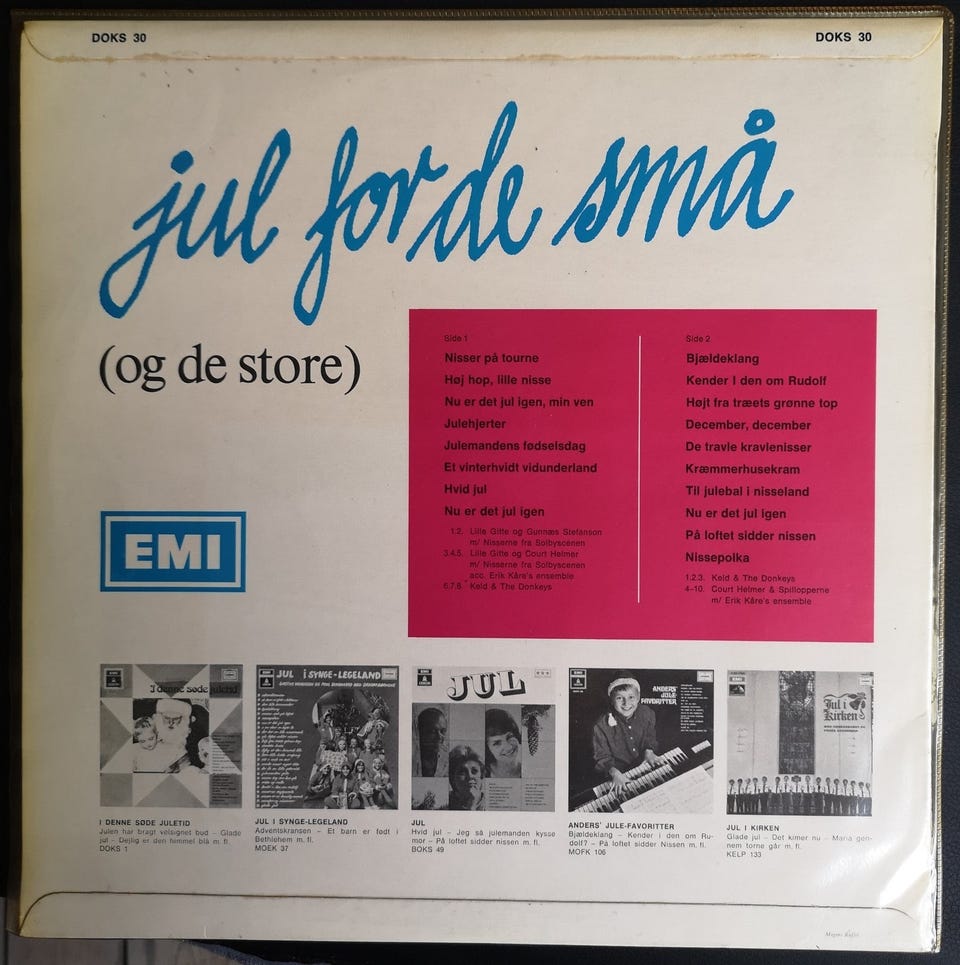 DOKS 30
DOKS 30
jul for de små
(og de store)
Side 1
Nisser på tourne
Høj hop, lille nisse
Nu er det jul igen, min ven
Julehjerter
Julemandens fødselsdag
Et vinterhvidt vidunderland
Hvid jul
Nu er det jul igen
1.2. Lille Gitte og Gunnæs Stefanson
m/ Nisserne fra Solbyscenen
3.4.5. Lille Gitte og Court Helmer
m/ Nisserne fra Solbyscenen
acc. Erik Kåre's ensemble
6.7.8. Keld & The Donkeys
Side 2
Bjældeklang
Kender I den om Rudolf
Højt fra træets grønne top
December, december
De travle kravlenisser
Kræmmerhusekram
Til julebal i nisseland
Nu er det jul igen
På loftet sidder nissen
Nissepolka
1.2.3. Keld & The Donkeys
4–10. Court Helmer & Spillopperne
m/ Erik Kåre's ensemble
EMI
I denne søde juletid
JUL I SYNGE-LEGELAND
JUL
ANDERS'
JULE-
FAVORITTER
EMI
Jul i
Kirken
I DENNE SØDE JULETID
Julen har bragt velsignet bud – Glade
jul – Dejlig er den himmel blå m. fl.
DOKS 1
JUL I SYNGE-LEGELAND
Adventskransen – Et barn er født i
Bethlehem m. fl.
MOEK 37
JUL
Hvid jul – Jeg så julemanden kysse
mor – På loftet sidder nissen m. fl.
BOKS 49
ANDERS' JULE-FAVORITTER
Bjældeklang – Kender i den om Ru-
dolf? – På loftet sidder Nissen m. fl.
MOFK 106
JUL I KIRKEN
Glade jul – Det kimer nu – Maria gen-
nem torne går m. fl.
KELP 133